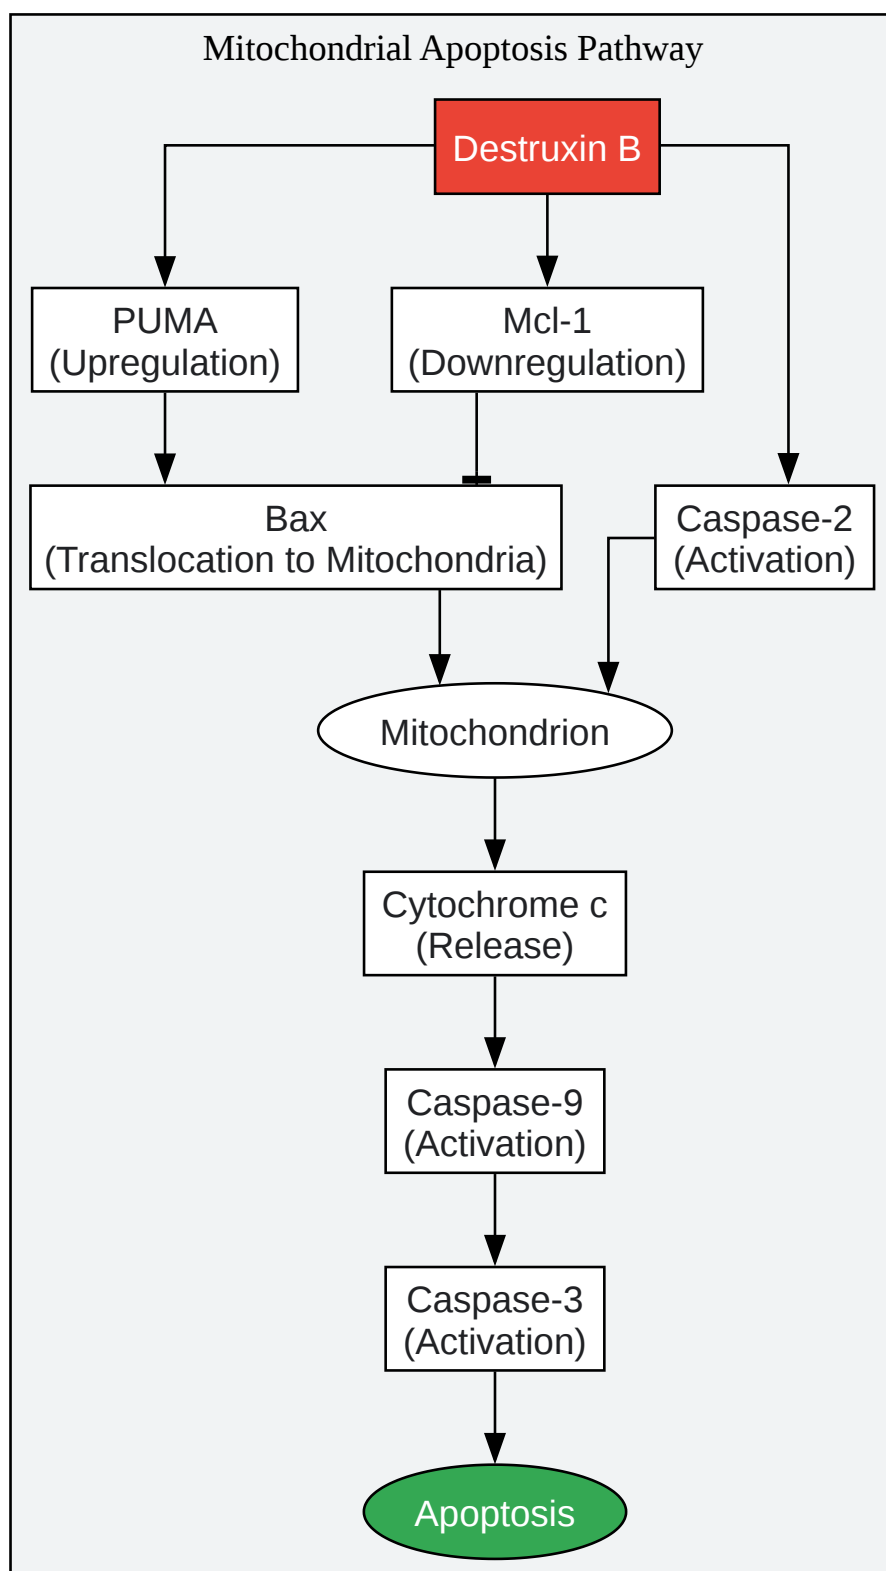 Mitochondrial Apoptosis Pathway
Destruxin B
PUMA
(Upregulation)
Mcl-1
(Downregulation)
Bax
(Translocation to Mitochondria)
Caspase-2
(Activation)
Mitochondrion
Cytochrome c
(Release)
Caspase-9
(Activation)
Caspase-3
(Activation)
Apoptosis